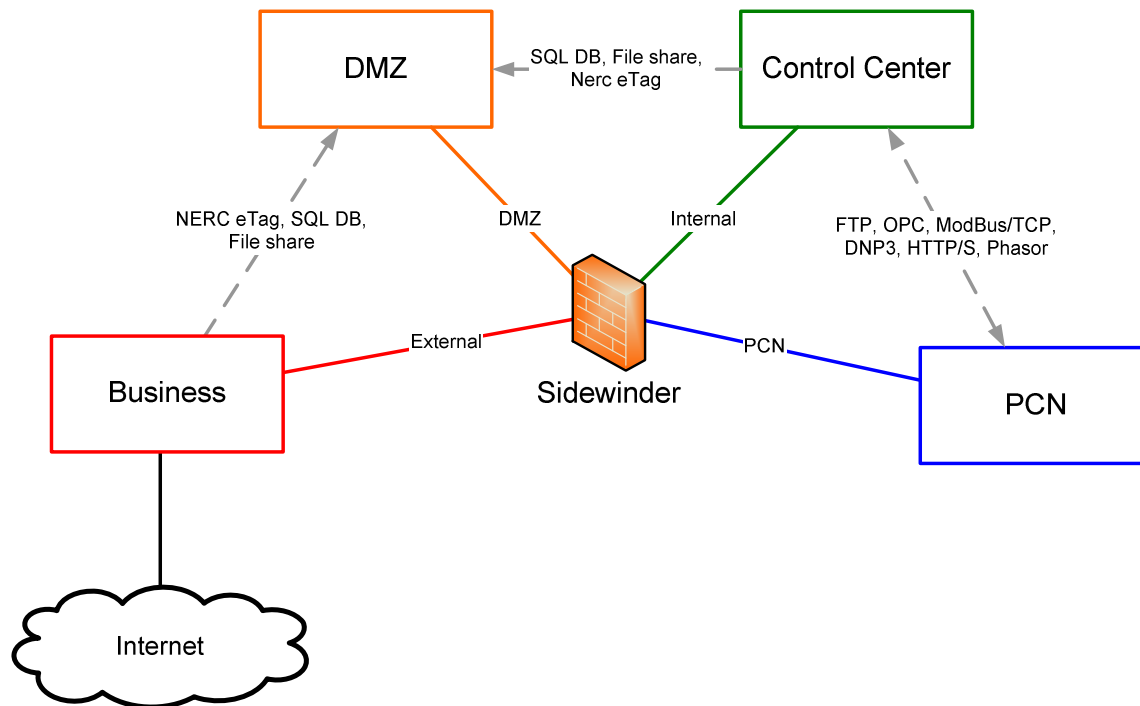 DMZ
SQL DB, File share,
Nerc eTag
Control Center
NERC eTag, SQL DB,
File share
DMZ
Internal
FTP, OPC, ModBus/TCP,
DNP3, HTTP/S, Phasor
External
PCN
Business
Sidewinder
PCN
Internet